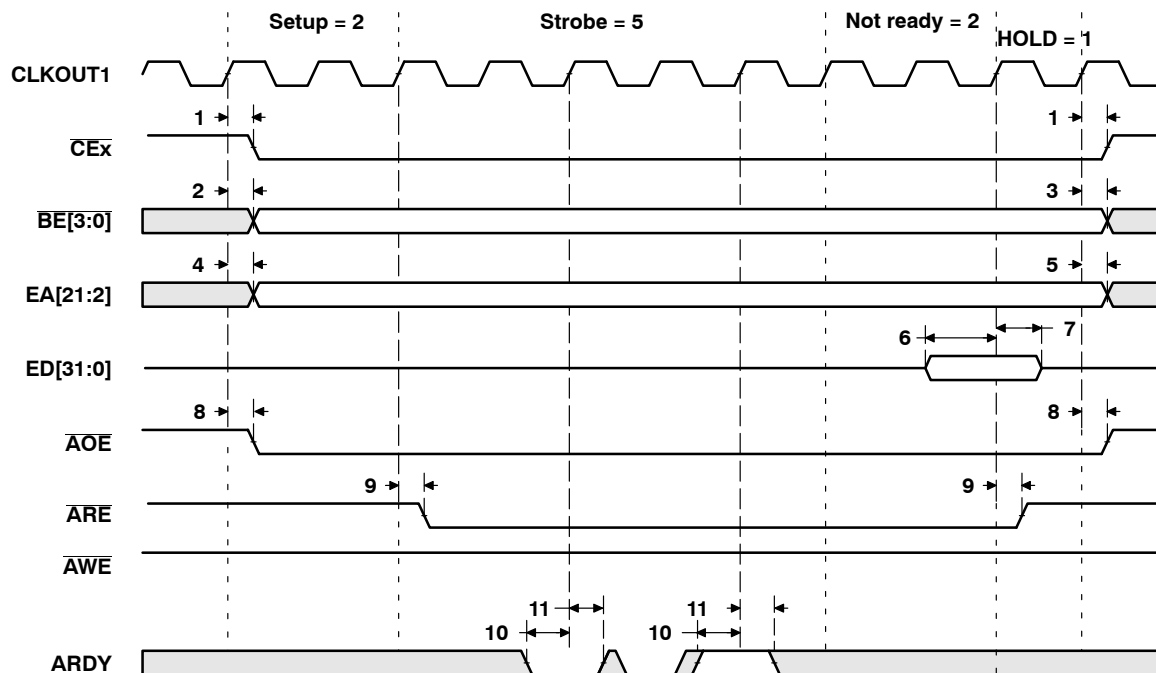 Setup = 2 Strobe = 5 Not ready = 2
HOLD = 1
CLKOUT1
1 1
CEx
2 3
BE[3:0]
4 5
EA[21:2]
6 7
ED[31:0]
8 8
AOE
9 9
ARE
AWE
11 11
10 10
ARDY